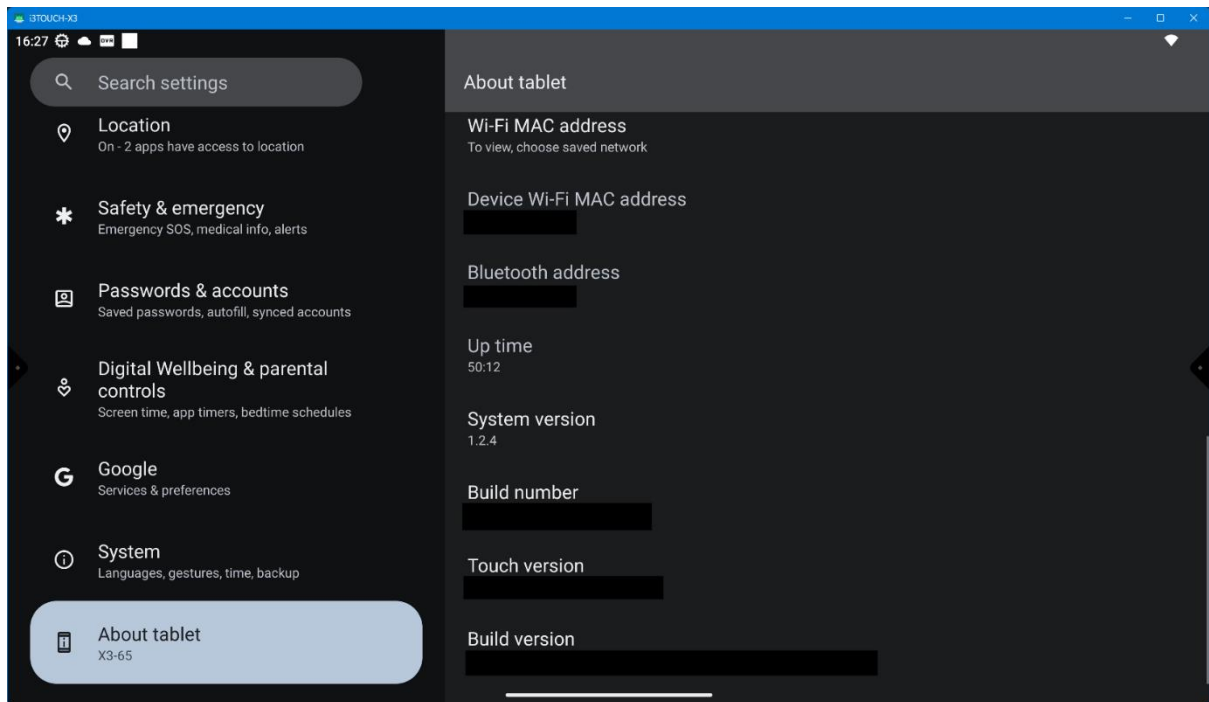 i3TOUCH-X3
16:27
Search settings
Location
On - 2 apps have access to location
Safety & emergency
Emergency SOS, medical info, alerts
Passwords & accounts
Saved passwords, autofill, synced accounts
Digital Wellbeing & parental
controls
Screen time, app timers, bedtime schedules
Google
Services & preferences
System
Languages, gestures, time, backup
About tablet
X3-65
About tablet
Wi-Fi MAC address
To view, choose saved network
Device Wi-Fi MAC address
Bluetooth address
Up time
50:12
System version
1.2.4
Build number
Touch version
Build version